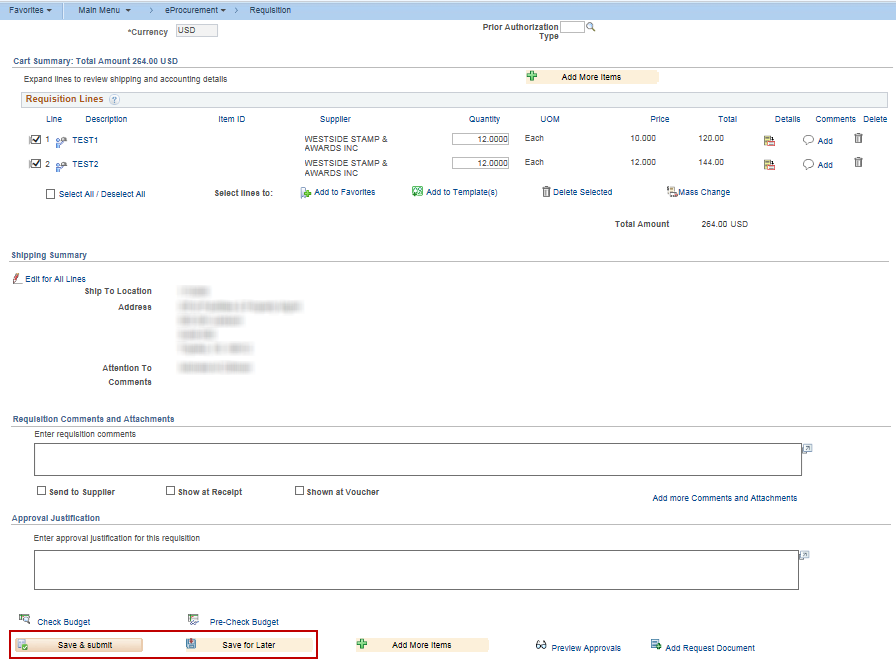 Favorites Main Menu > eProcurement > Requisition
*Currency USD Prior Authorization
Type
Cart Summary: Total Amount 264.00 USD
Expand lines to review shipping and accounting details Add More Items
Requisition Lines ?
Line Description Item ID Supplier Quantity UOM Price Total Details Comments Delete
1 TEST1 WESTSIDE STAMP & 12.0000 Each 10.000 120.00 Add
AWARDS INC
2 TEST2 WESTSIDE STAMP & 12.0000 Each 12.000 144.00 Add
AWARDS INC
Select All / Deselect All Select lines to: Add to Favorites Add to Template(s) Delete Selected Mass Change
Total Amount 264.00 USD
Shipping Summary
Edit for All Lines
Ship To Location
Address
Attention To
Comments
Requisition Comments and Attachments
Enter requisition comments
Send to Supplier Show at Receipt Shown at Voucher
Add more Comments and Attachments
Approval Justification
Enter approval justification for this requisition
Check Budget Pre-Check Budget
Save & submit Save for Later Add More Items Preview Approvals Add Request Document